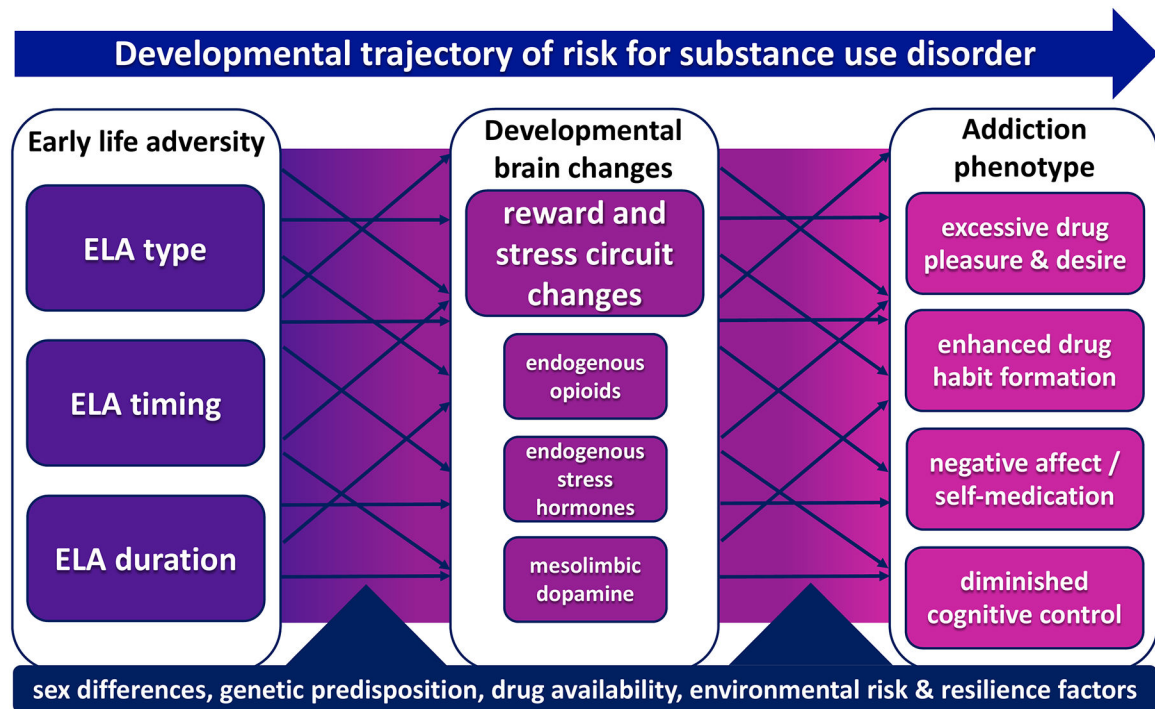 Developmental trajectory of risk for substance use disorder
Early life adversity
ELA type
ELA timing
ELA duration
Developmental
brain changes
reward and
stress circuit
changes
endogenous
opioids
endogenous
stress
hormones
mesolimbic
dopamine
Addiction
phenotype
excessive drug
pleasure & desire
enhanced drug
habit formation
negative affect /
self-medication
diminished
cognitive control
sex differences, genetic predisposition, drug availability, environmental risk & resilience factors